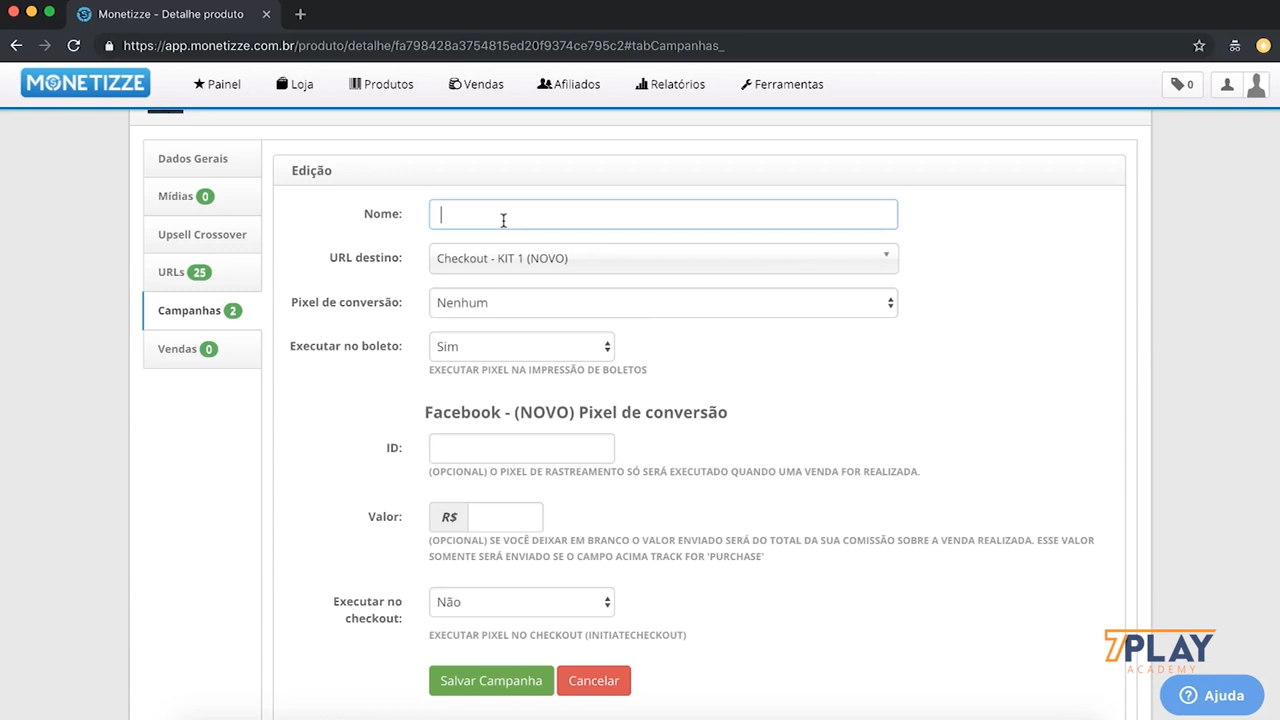 Monetizze - Detalhe produto
https://app.monetizze.com.br/produto/detalhe/fa798428a3754815ed20f9374ce795c2#tabCampanhas_
MONETIZZE
Painel
Loja
Produtos
Vendas
Afiliados
Relatórios
Ferramentas
0
Dados Gerais
Mídias 0
Upsell Crossover
URLs 25
Campanhas 2
Vendas 0
Edição
Nome:
URL destino: Checkout - KIT 1 (NOVO)
Pixel de conversão: Nenhum
Executar no boleto: Sim
EXECUTAR PIXEL NA IMPRESSÃO DE BOLETOS
Facebook - (NOVO) Pixel de conversão
ID:
(OPCIONAL) O PIXEL DE RASTREAMENTO SÓ SERÁ EXECUTADO QUANDO UMA VENDA FOR REALIZADA.
Valor: R$
(OPCIONAL) SE VOCÊ DEIXAR EM BRANCO O VALOR ENVIADO SERÁ DO TOTAL DA SUA COMISSÃO SOBRE A VENDA REALIZADA. ESSE VALOR
SOMENTE SERÁ ENVIADO SE O CAMPO ACIMA TRACK FOR 'PURCHASE'
Executar no
checkout:
Não
EXECUTAR PIXEL NO CHECKOUT (INITIATECHECKOUT)
Salvar Campanha
Cancelar
7PLAY
ACADEMY
Ajuda